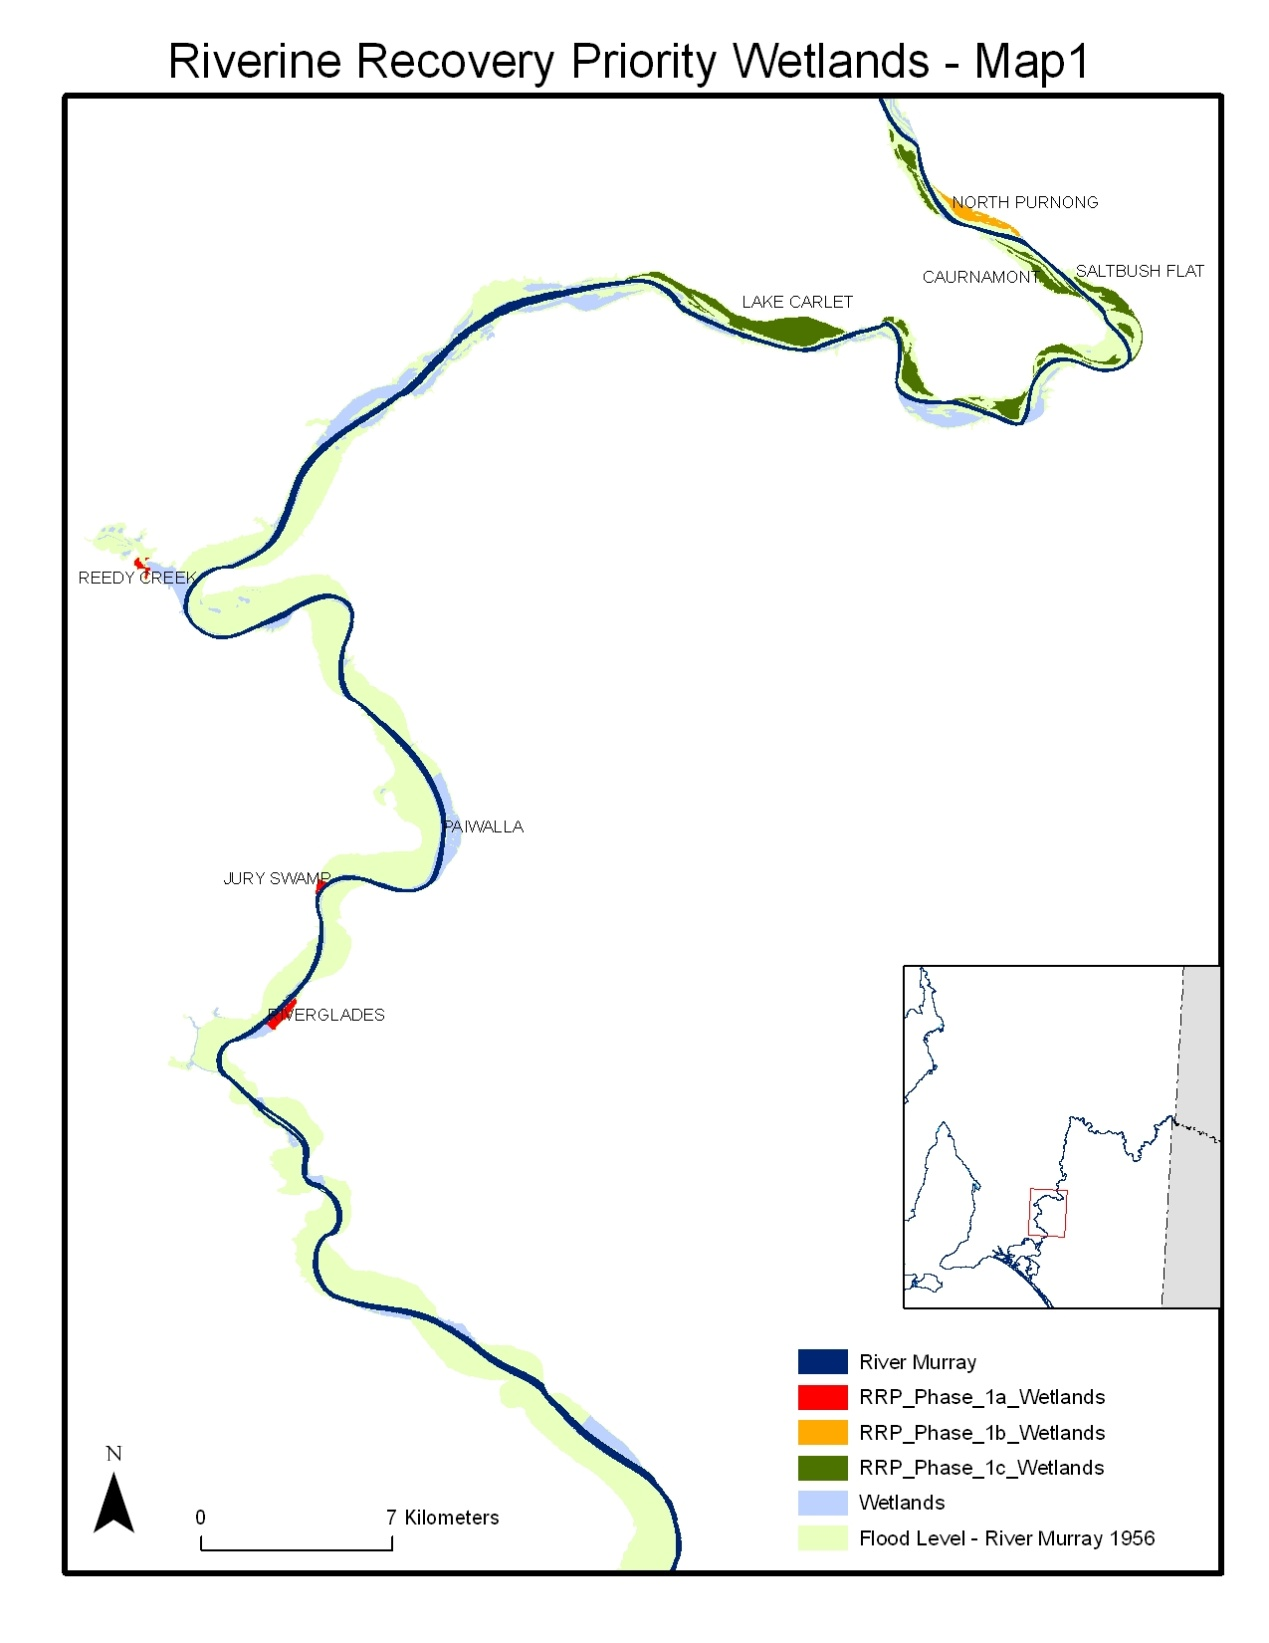 Riverine Recovery Priority Wetlands - Map1
NORTH PURNONG
CAURNAMONT
SALTBUSH FLAT
LAKE CARLET
REEDY CREEK
PAIWALLA
JURY SWAMP
RIVERGLADES
River Murray
RRP_Phase_1a_Wetlands
RRP_Phase_1b_Wetlands
RRP_Phase_1c_Wetlands
Wetlands
Flood Level - River Murray 1956
N
0 7 Kilometers